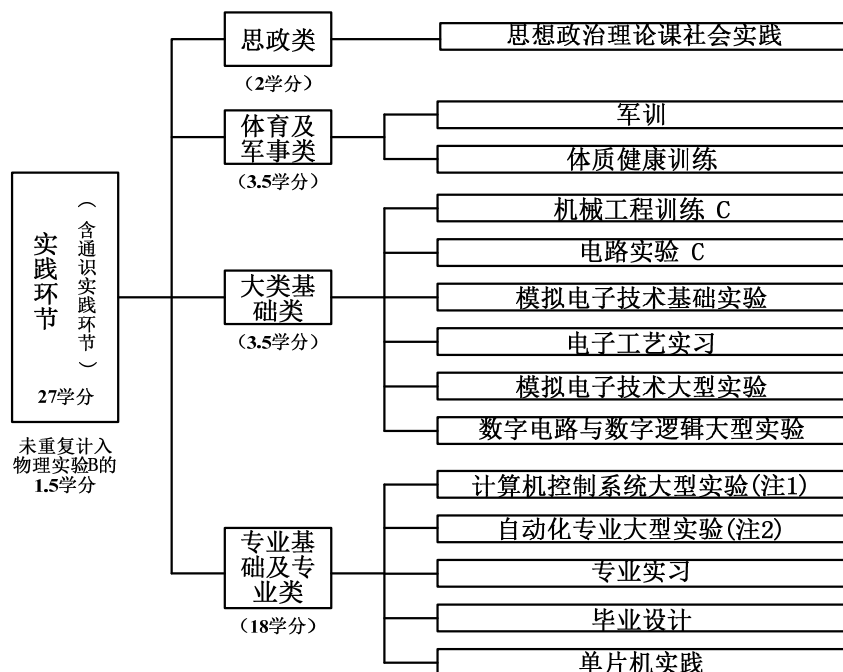 思政类
(2学分)
思想政治理论课社会实践
体育及
军事类
(3.5学分)
军训
体质健康训练
实践环节
(含通识实践环节)
27学分
未重复计入
物理实验B的
1.5学分
大类基
础类
(3.5学分)
机械工程训练 C
电路实验 C
模拟电子技术基础实验
电子工艺实习
模拟电子技术大型实验
数字电路与数字逻辑大型实验
专业基
础及专
业类
(18学分)
计算机控制系统大型实验(注1)
自动化专业大型实验(注2)
专业实习
毕业设计
单片机实践